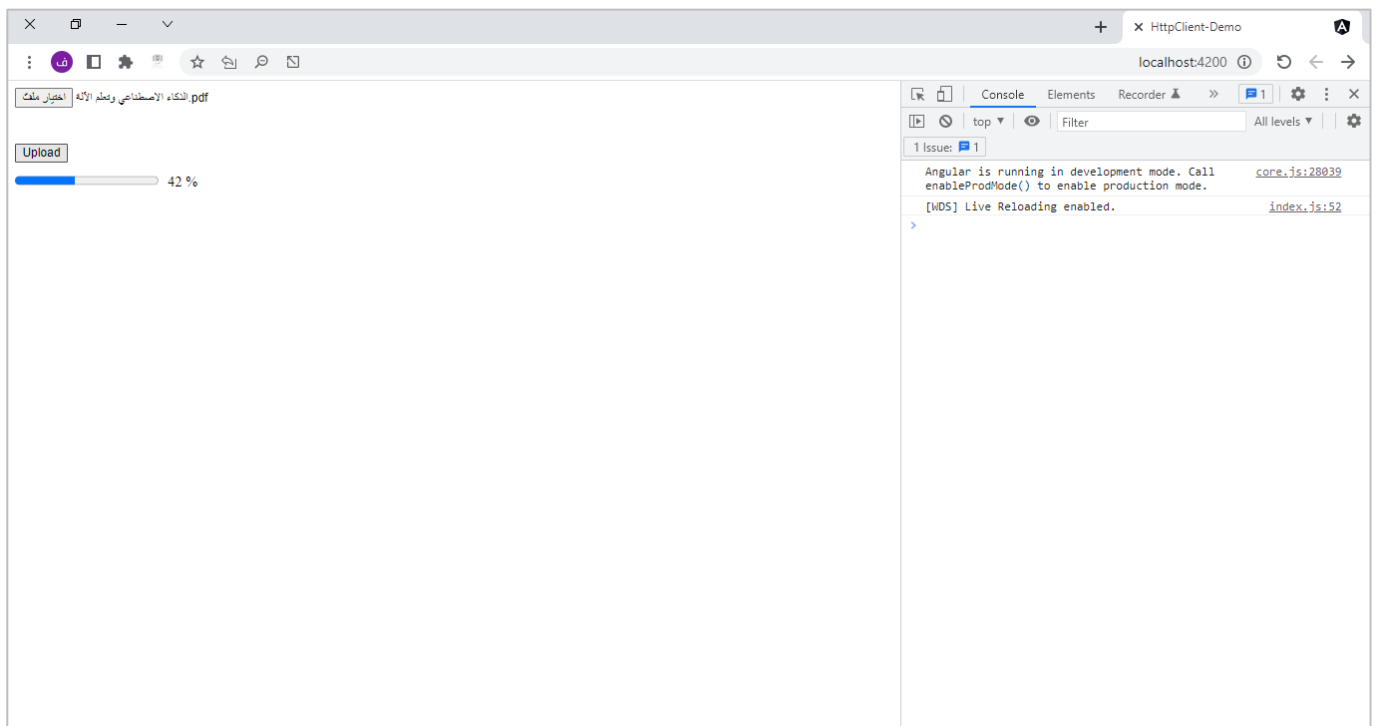 HttpClient-Demo
ف localhost:4200
اختيار ملف الذكاء الاصطناعي وتعلم الآلة.pdf
Upload
42 %
Console Elements Recorder » 1
top Filter All levels
1 Issue: 1
Angular is running in development mode. Call core.js:28039
enableProdMode() to enable production mode.
[WDS] Live Reloading enabled. index.js:52